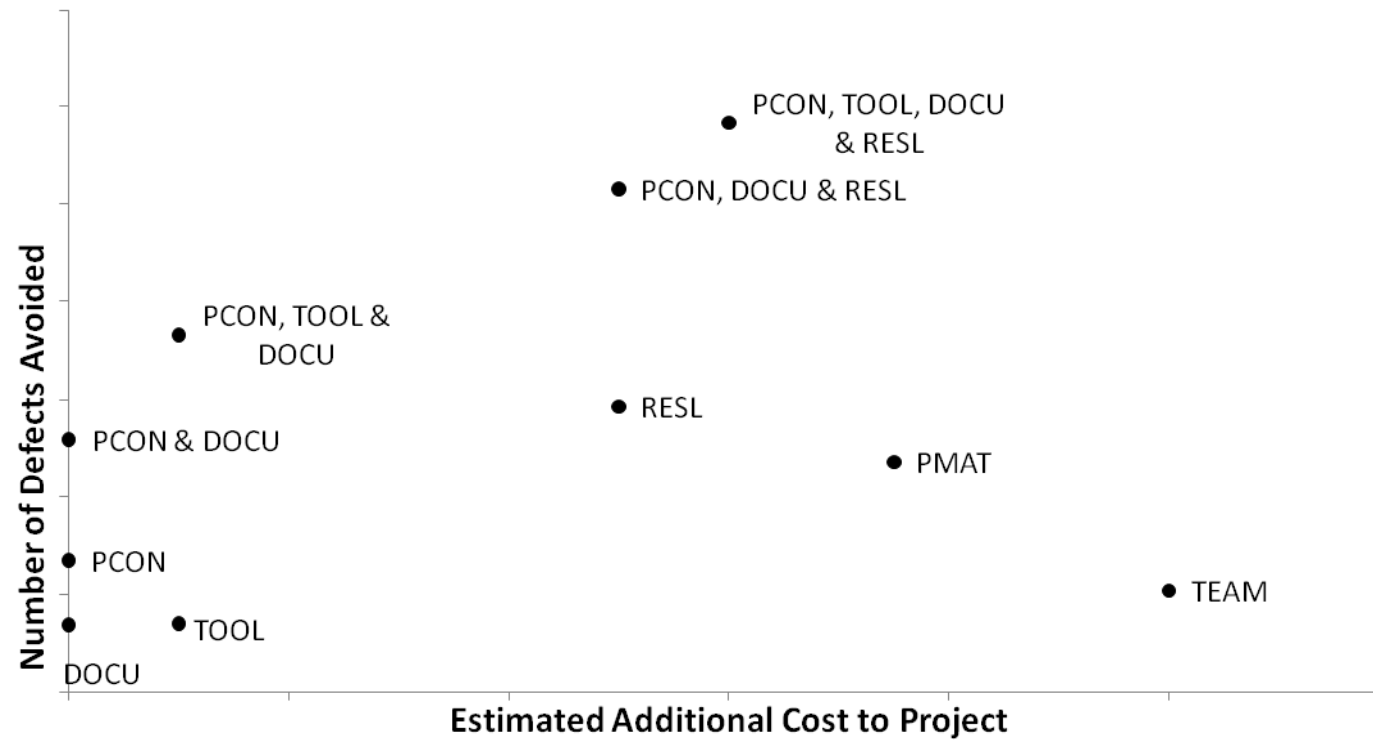 PCON, TOOL, DOCU
& RESL
PCON, DOCU & RESL
PCON, TOOL &
DOCU
RESL
PCON & DOCU
PMAT
PCON
TEAM
TOOL
DOCU
Number of Defects Avoided
Estimated Additional Cost to Project